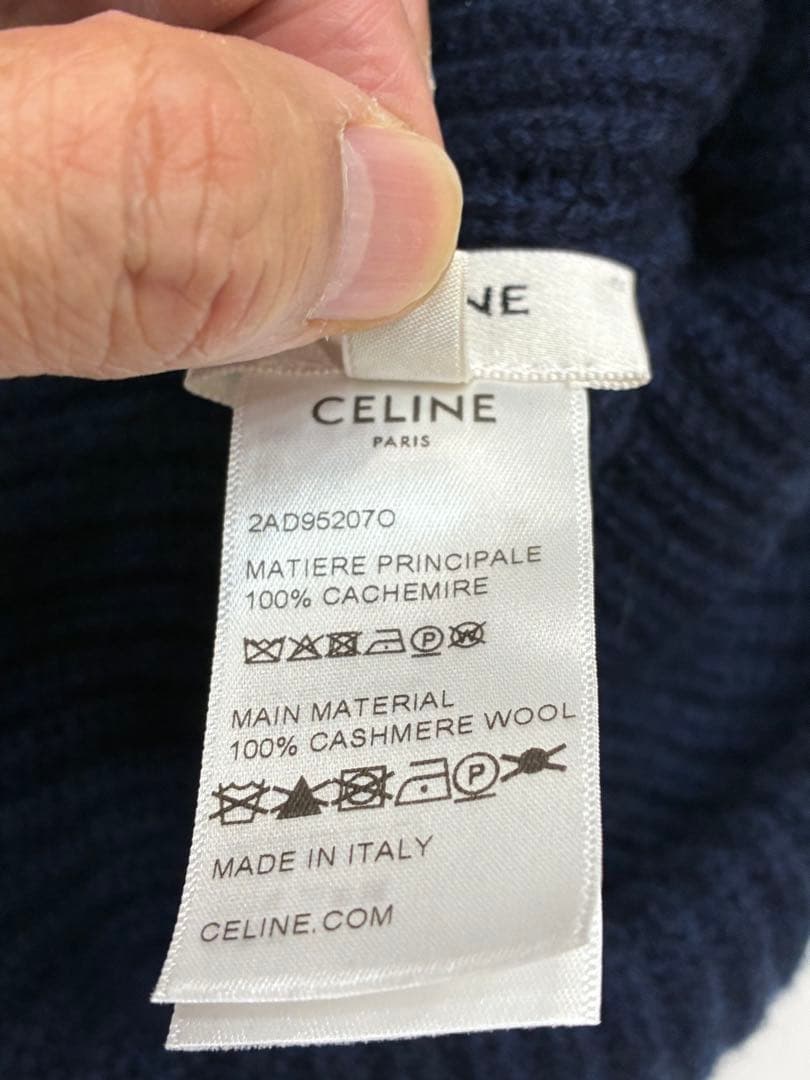 NE
CELINE
PARIS
2AD95207O
MATIERE PRINCIPALE
100% CACHEMIRE
MAIN MATERIAL
100% CASHMERE WOOL
MADE IN ITALY
CELINE.COM